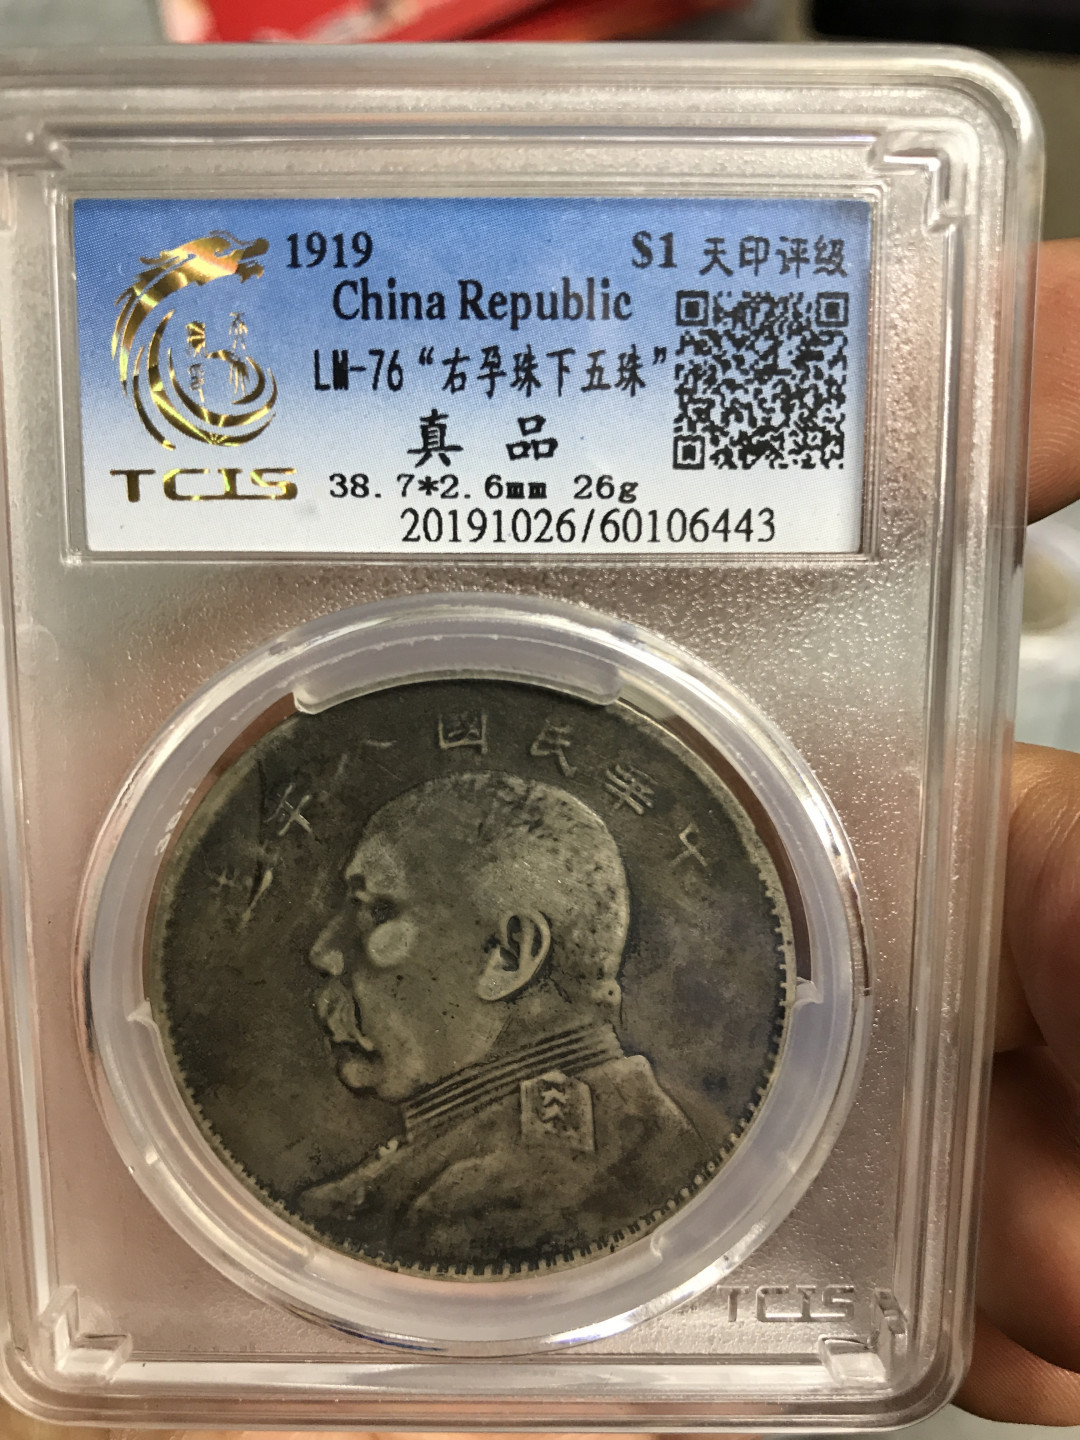 1919 $1 天印评级
China Republic
LM-76 “右孕珠下五珠”
真 品
TCIS 38.7*2.6mm 26g
20191026/60106443
造年八國民華中
TCIS